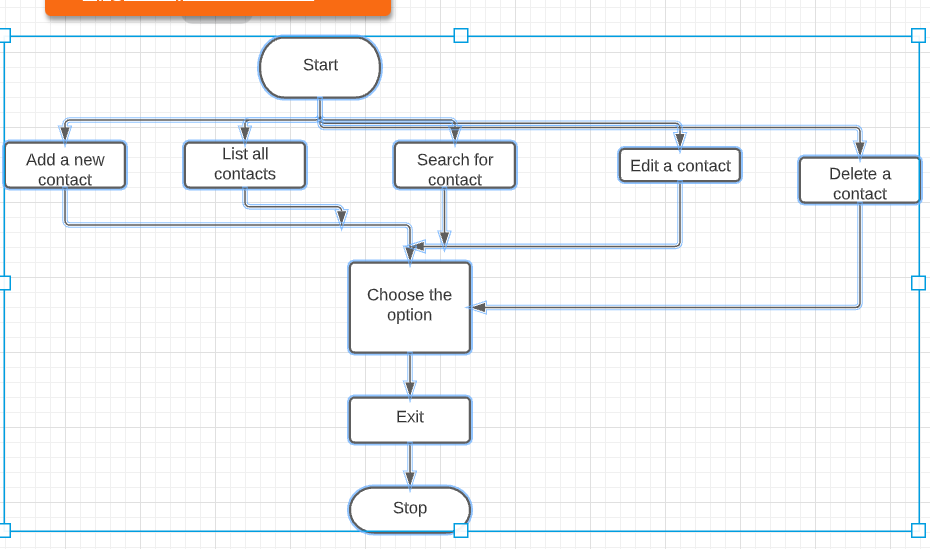 Start
Add a new
contact
List all
contacts
Search for
contact
Edit a contact
Delete a
contact
Choose the
option
Exit
Stop